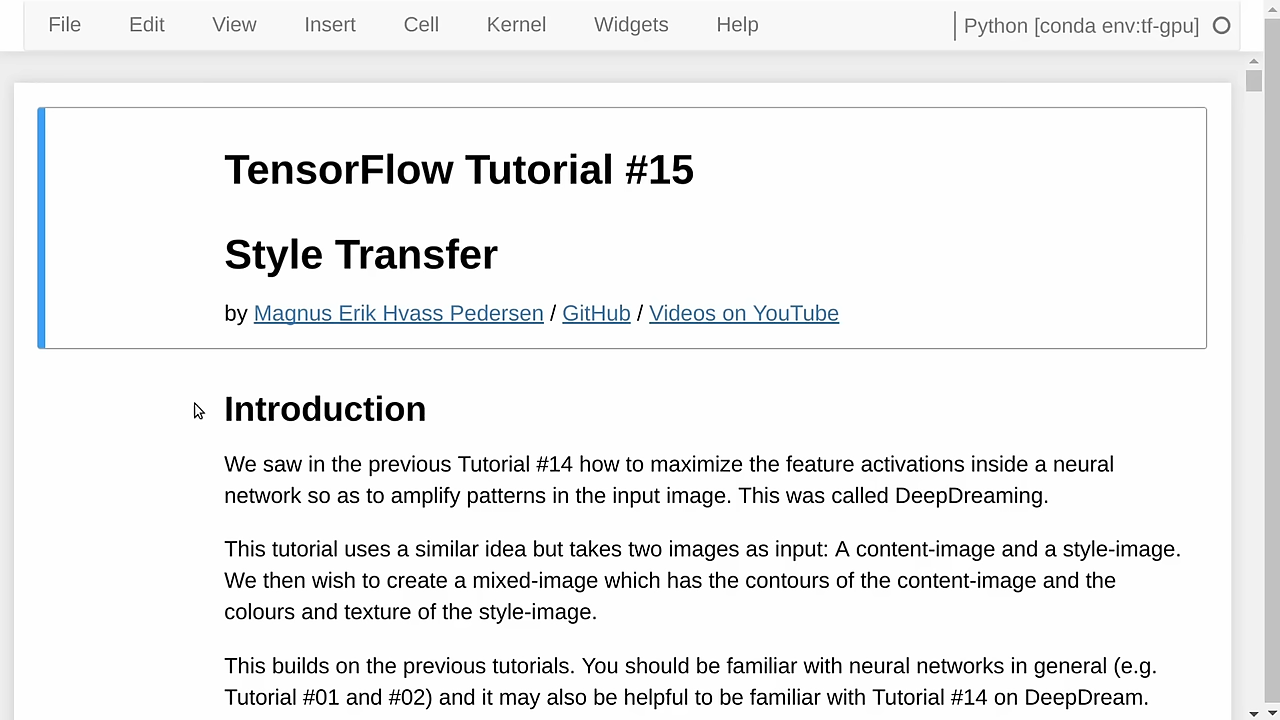 File Edit View Insert Cell Kernel Widgets Help Python [conda env:tf-gpu]
TensorFlow Tutorial #15
Style Transfer
by Magnus Erik Hvass Pedersen / GitHub / Videos on YouTube
Introduction
We saw in the previous Tutorial #14 how to maximize the feature activations inside a neural
network so as to amplify patterns in the input image. This was called DeepDreaming.
This tutorial uses a similar idea but takes two images as input: A content-image and a style-image.
We then wish to create a mixed-image which has the contours of the content-image and the
colours and texture of the style-image.
This builds on the previous tutorials. You should be familiar with neural networks in general (e.g.
Tutorial #01 and #02) and it may also be helpful to be familiar with Tutorial #14 on DeepDream.